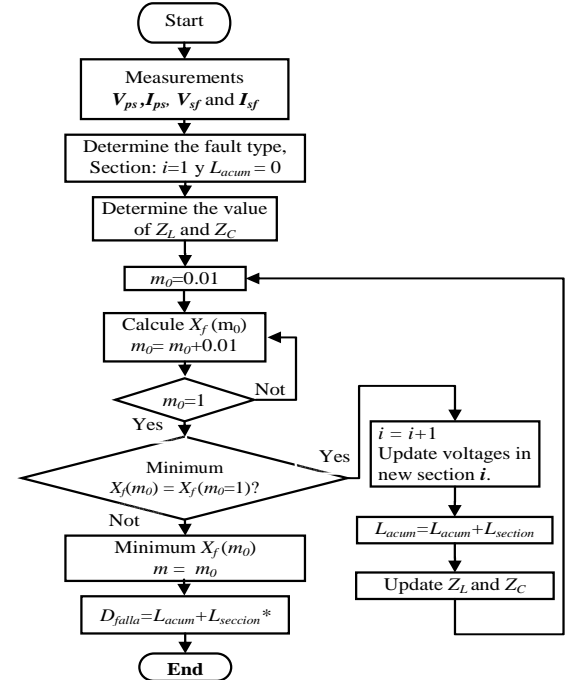 Start
Measurements
V_ps ,I_ps, V_sf and I_sf
Determine the fault type,
Section: i=1 y L_acum = 0
Determine the value
of Z_L and Z_C
m_0=0.01
Calcule X_f (m_0)
m_0= m_0+0.01
m_0=1
Not
Yes
Minimum
X_f(m_0) = X_f(m_0=1)?
Yes
Not
i = i+1
Update voltages in
new section i.
L_acum=L_acum+L_section
Update Z_L and Z_C
Minimum X_f (m_0)
m = m_0
D_falla=L_acum+L_seccion*
End